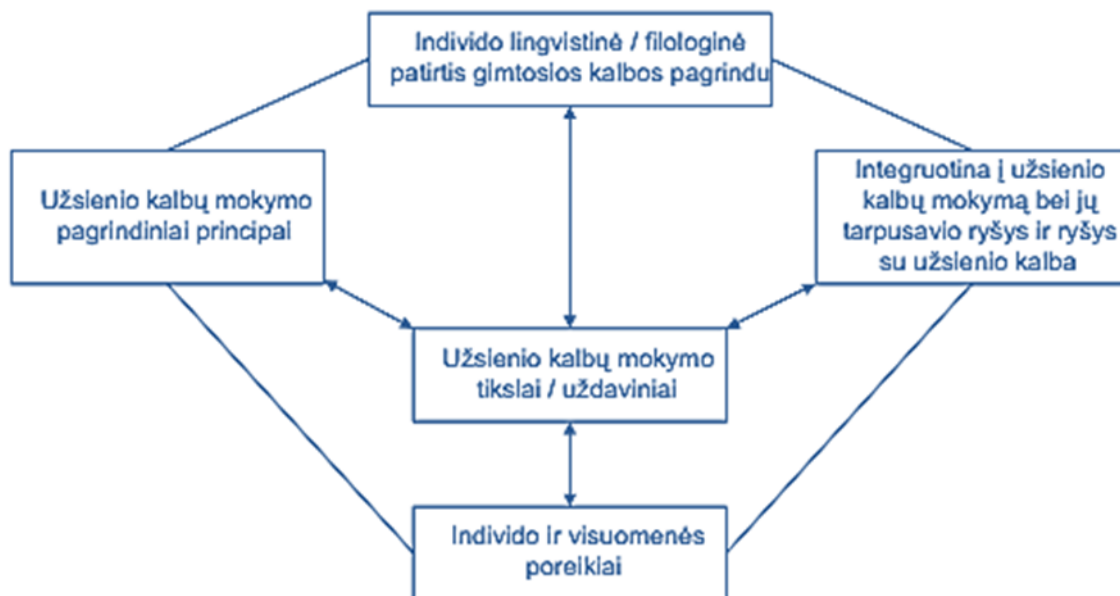 Individo lingvistinė / filologinė
patirtis gimtosios kalbos pagrindu
Užsienio kalbų mokymo
pagrindiniai principai
Integruotina į užsienio
kalbų mokymą bei jų
tarpusavio ryšys ir ryšys
su užsienio kalba
Užsienio kalbų mokymo
tikslai / uždaviniai
Individo ir visuomenės
poreikiai